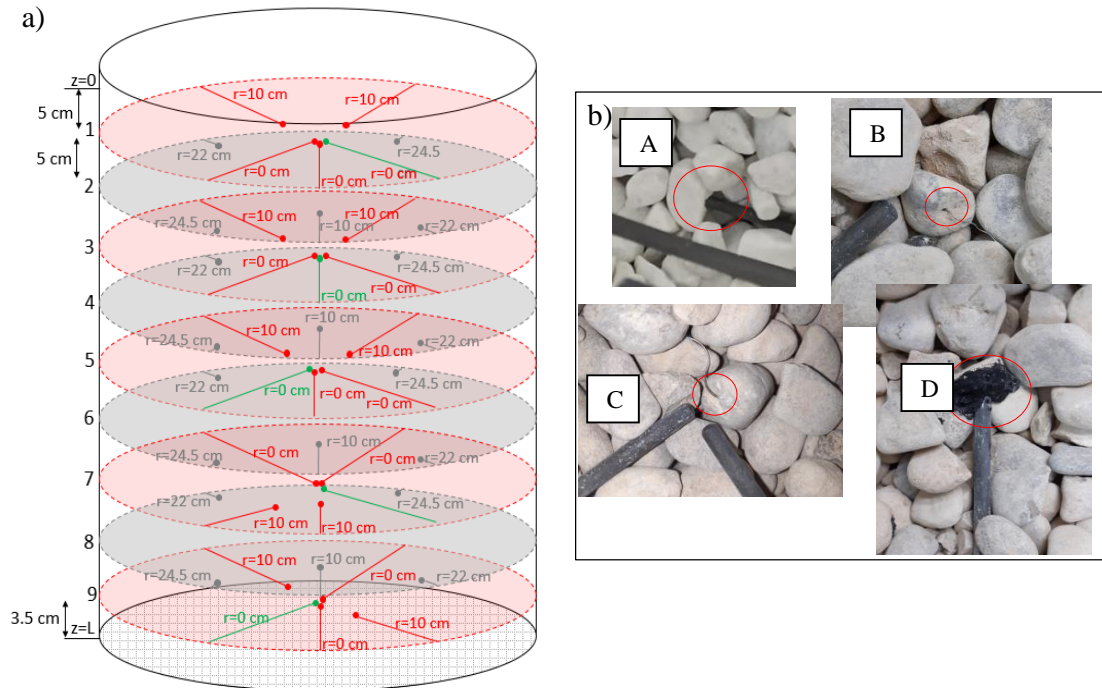 a)
z=0
5 cm
r=10 cm r=10 cm
1
5 cm
r=22 cm r=24.5
r=0 cm r=0 cm r=0 cm
2
r=24.5 cm r=10 cm r=10 cm r=10 cm r=22 cm
3
r=22 cm r=0 cm r=0 cm r=24.5 cm
r=0 cm
4
r=10 cm
r=24.5 cm r=10 cm r=10 cm r=22 cm
5
r=22 cm r=0 cm r=0 cm r=0 cm r=24.5 cm
6
r=10 cm
r=24.5 cm r=0 cm r=0 cm r=22 cm
7
r=22 cm r=24.5 cm
r=10 cm r=10 cm
8
r=10 cm r=10 cm r=0 cm
r=24.5 cm r=22 cm
9
3.5 cm
r=0 cm r=0 cm r=10 cm
z=L
b)
A
B
C
D